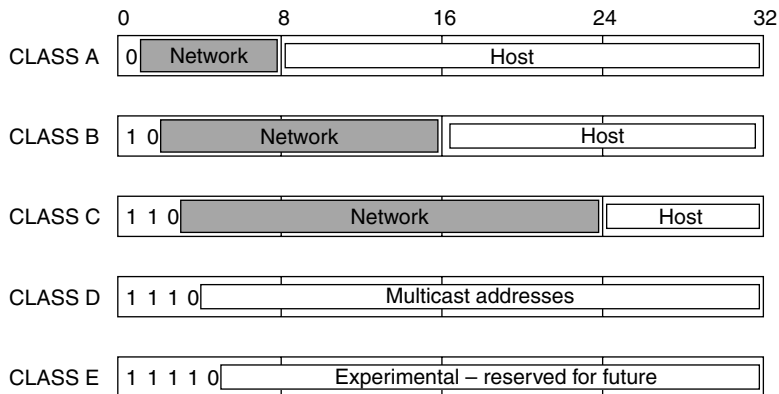 0 8 16 24 32
CLASS A 0 Network Host
CLASS B 1 0 Network Host
CLASS C 1 1 0 Network Host
CLASS D 1 1 1 0 Multicast addresses
CLASS E 1 1 1 1 0 Experimental – reserved for future